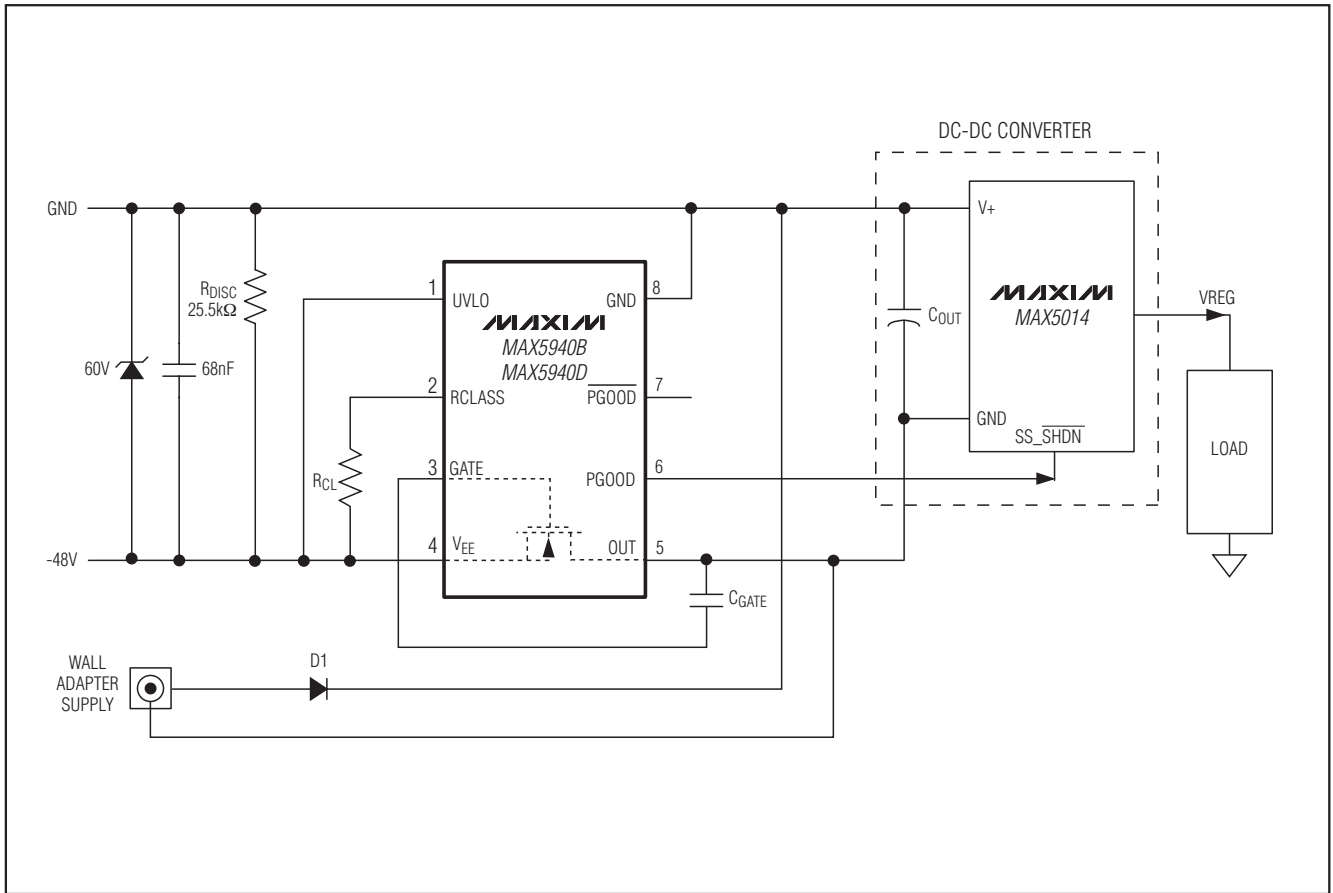 DC-DC CONVERTER
GND
V+
RDISC
25.5kΩ
1
UVLO
GND
8
MAXIM
MAX5940B
MAX5940D
MAXIM
MAX5014
VREG
COUT
60V
68nF
2
RCLASS
PGOOD
7
GND
SS_SHDN
LOAD
RCL
3
GATE
PGOOD
6
-48V
4
VEE
OUT
5
CGATE
WALL
ADAPTER
SUPPLY
D1